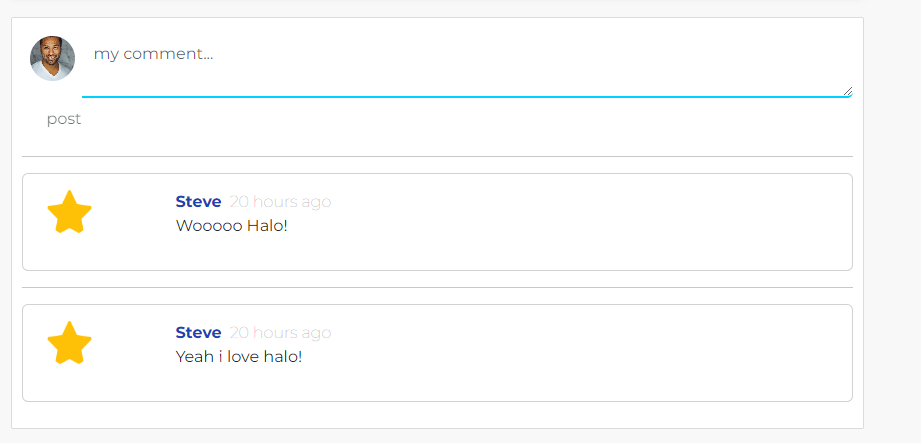 my comment...
post
Steve 20 hours ago
Wooooo Halo!
Steve 20 hours ago
Yeah i love halo!